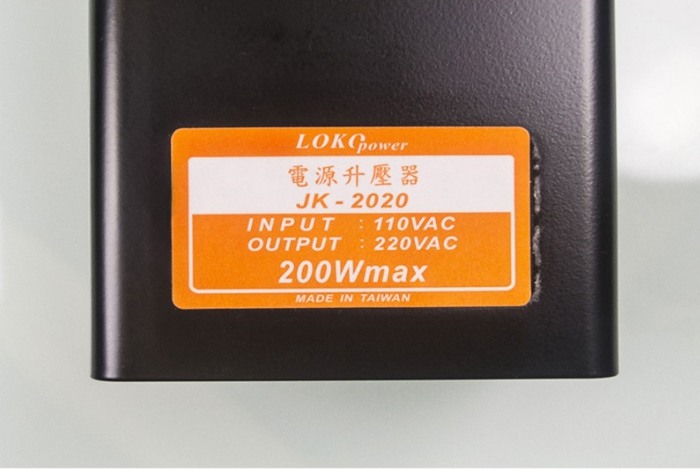 LOKOpower
電源升壓器
JK - 2020
INPUT : 110VAC
OUTPUT : 220VAC
200Wmax
MADE IN TAIWAN